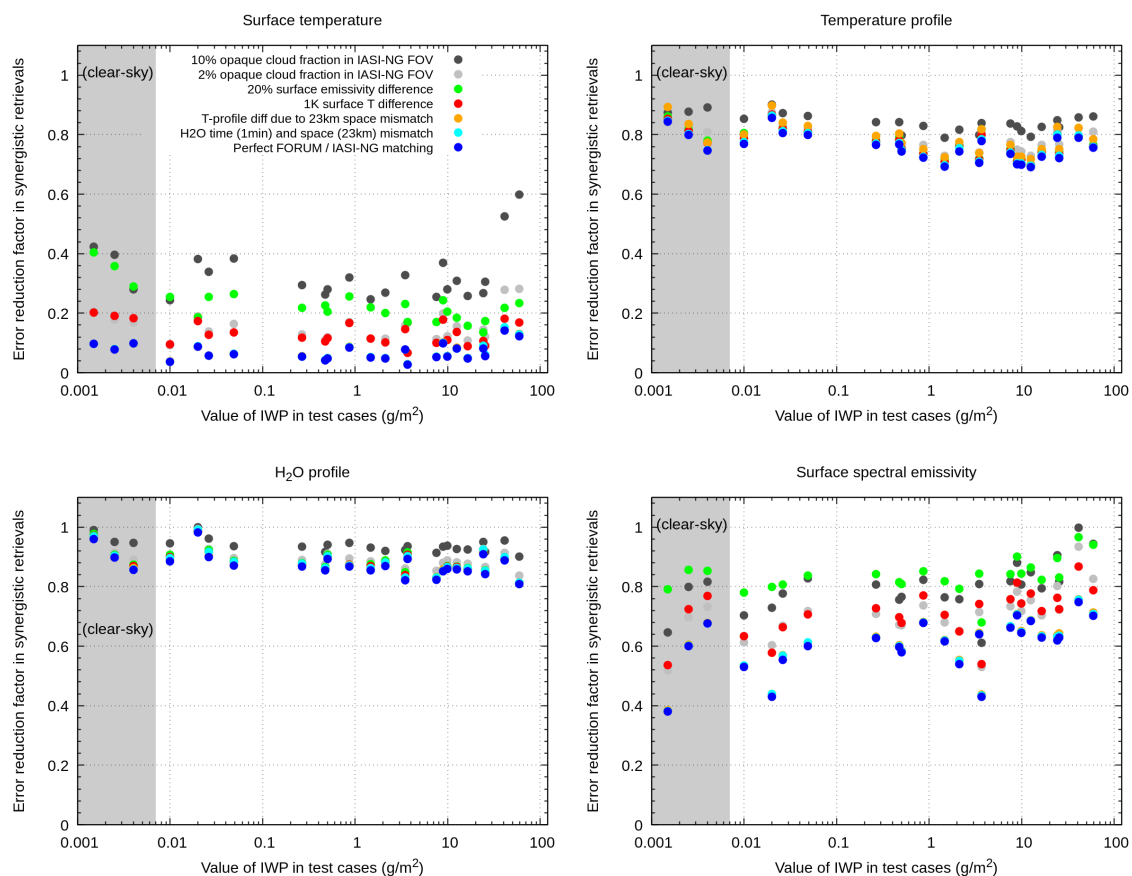 Surface temperature
Error reduction factor in synergistic retrievals
1
0.8
0.6
0.4
0.2
0
(clear-sky)
10% opaque cloud fraction in IASI-NG FOV
2% opaque cloud fraction in IASI-NG FOV
20% surface emissivity difference
1K surface T difference
T-profile diff due to 23km space mismatch
H2O time (1min) and space (23km) mismatch
Perfect FORUM / IASI-NG matching
0.001 0.01 0.1 1 10 100
Value of IWP in test cases (g/m²)
Temperature profile
Error reduction factor in synergistic retrievals
1
0.8
0.6
0.4
0.2
0
(clear-sky)
0.001 0.01 0.1 1 10 100
Value of IWP in test cases (g/m²)
H₂O profile
Error reduction factor in synergistic retrievals
1
0.8
0.6
0.4
0.2
0
(clear-sky)
0.001 0.01 0.1 1 10 100
Value of IWP in test cases (g/m²)
Surface spectral emissivity
Error reduction factor in synergistic retrievals
1
0.8
0.6
0.4
0.2
0
(clear-sky)
0.001 0.01 0.1 1 10 100
Value of IWP in test cases (g/m²)